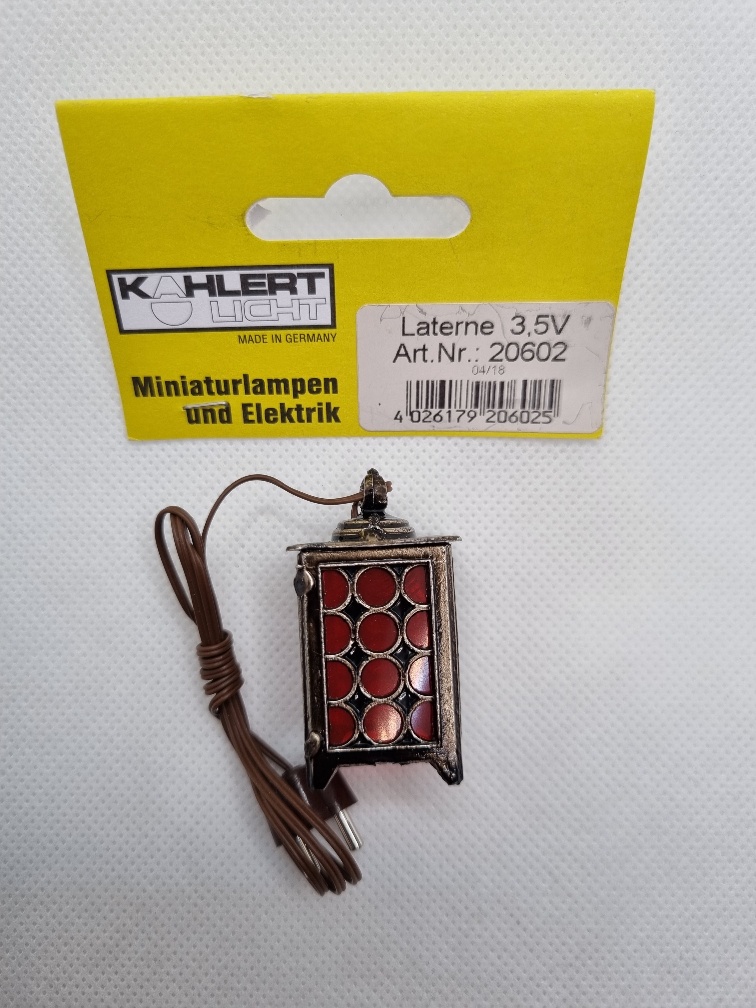 KAHLERT
LICHT
MADE IN GERMANY
Miniaturlampen
und Elektrik
Laterne 3,5V
Art.Nr.: 20602
04/18
4 026179 206025